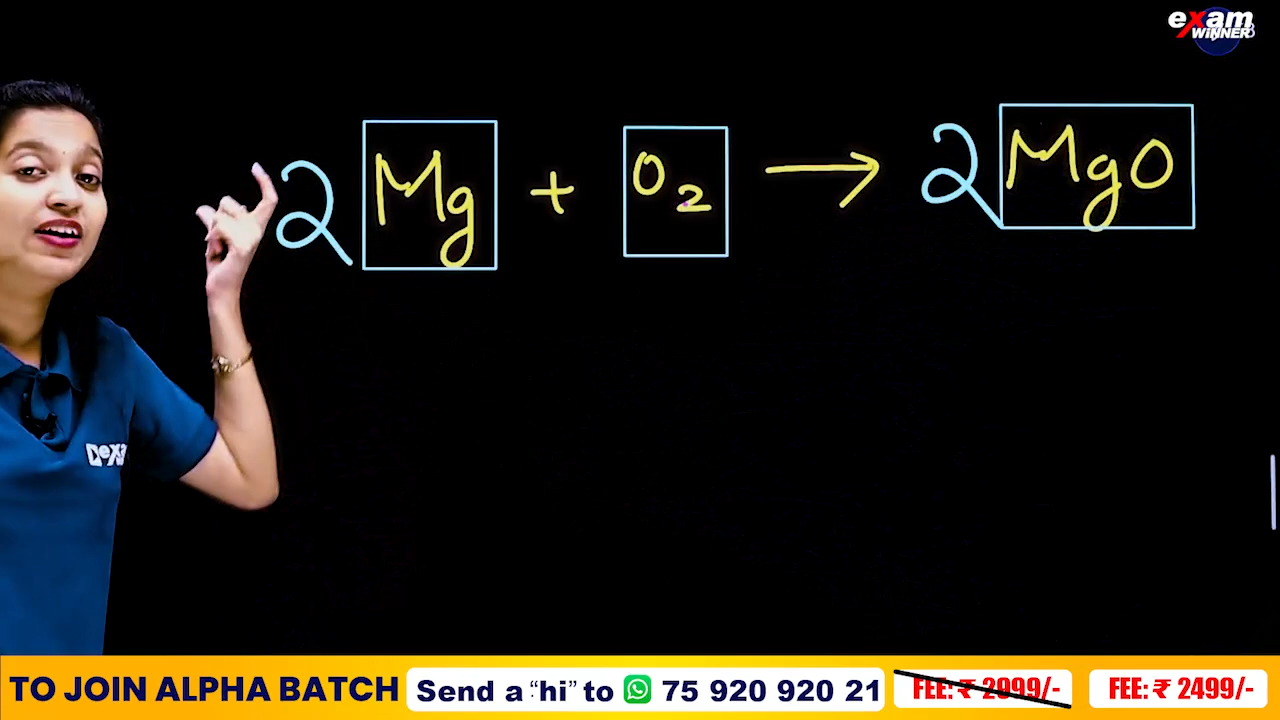 exam
WINNER
2 Mg + O2 → 2 MgO
Dexa
TO JOIN ALPHA BATCH Send a “hi” to 75 920 920 21 FEE: ₹ 2999/- FEE: ₹ 2499/-